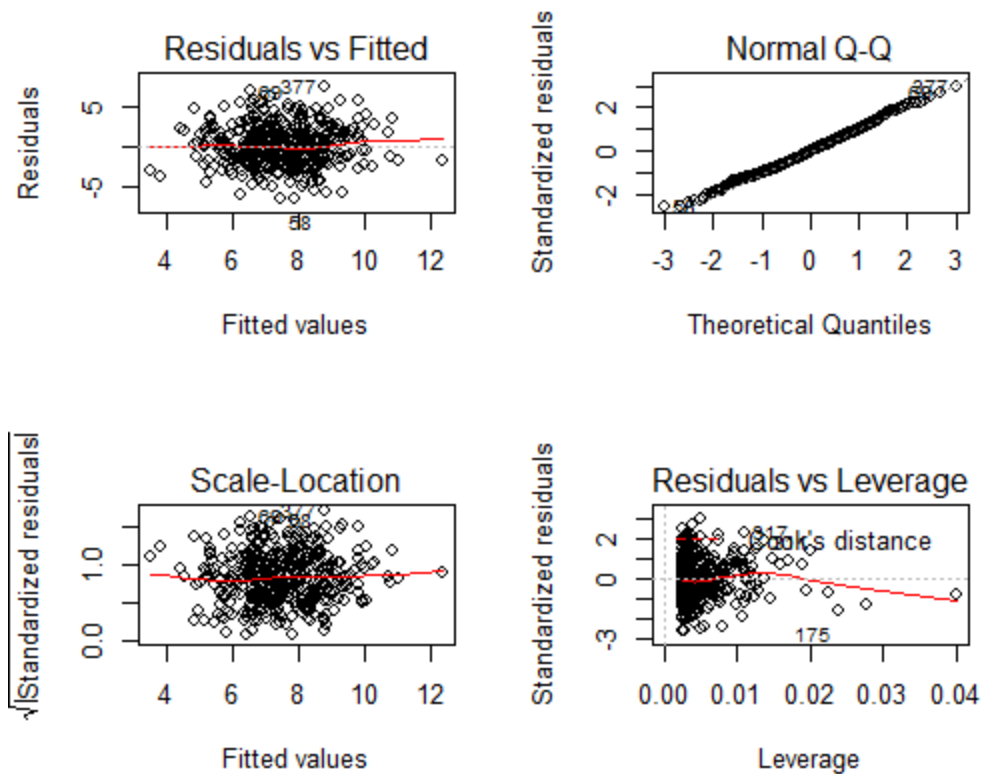 Residuals vs Fitted
Residuals
5
-5
69
377
58
4 6 8 10 12
Fitted values
Normal Q-Q
Standardized residuals
2
0
-2
377
-3 -2 -1 0 1 2 3
Theoretical Quantiles
Scale-Location
√|Standardized residuals|
1.0
0.0
377
4 6 8 10 12
Fitted values
Residuals vs Leverage
Standardized residuals
2
0
-3
Cook's distance
175
0.00 0.01 0.02 0.03 0.04
Leverage